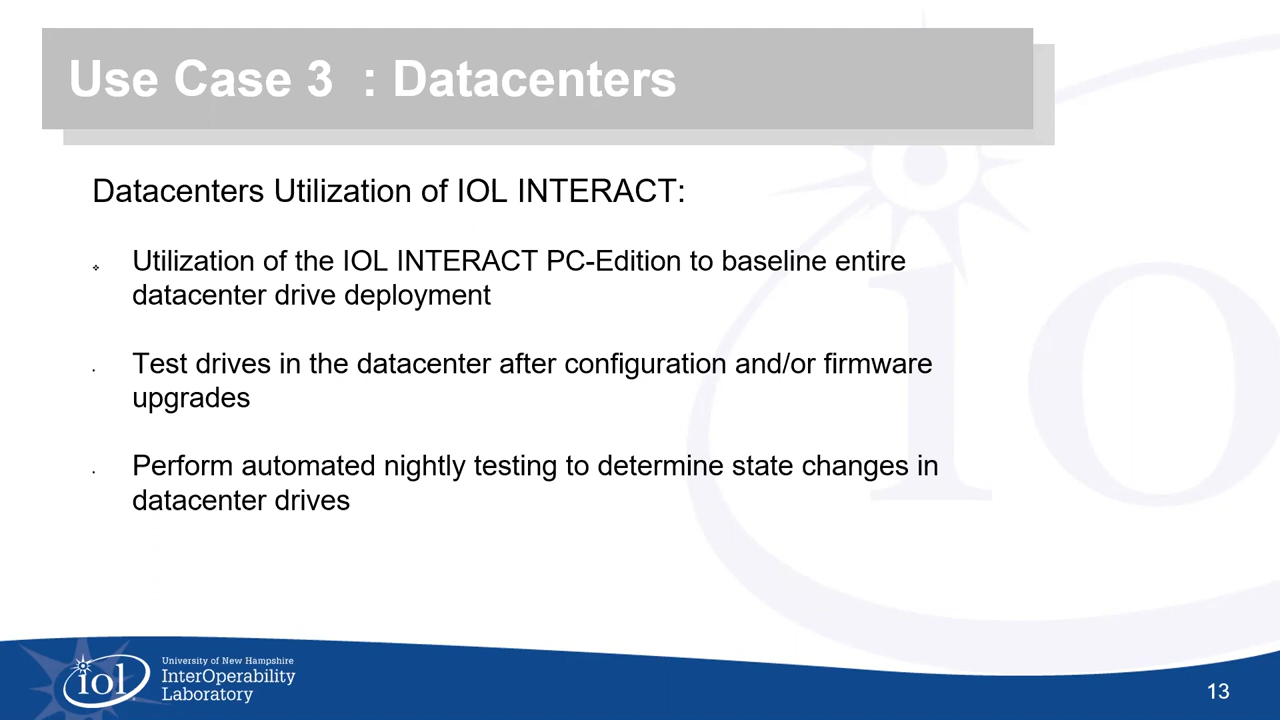 Use Case 3 : Datacenters
Datacenters Utilization of IOL INTERACT:
Utilization of the IOL INTERACT PC-Edition to baseline entire
datacenter drive deployment
Test drives in the datacenter after configuration and/or firmware
upgrades
Perform automated nightly testing to determine state changes in
datacenter drives
iol
University of New Hampshire
InterOperability
Laboratory
13